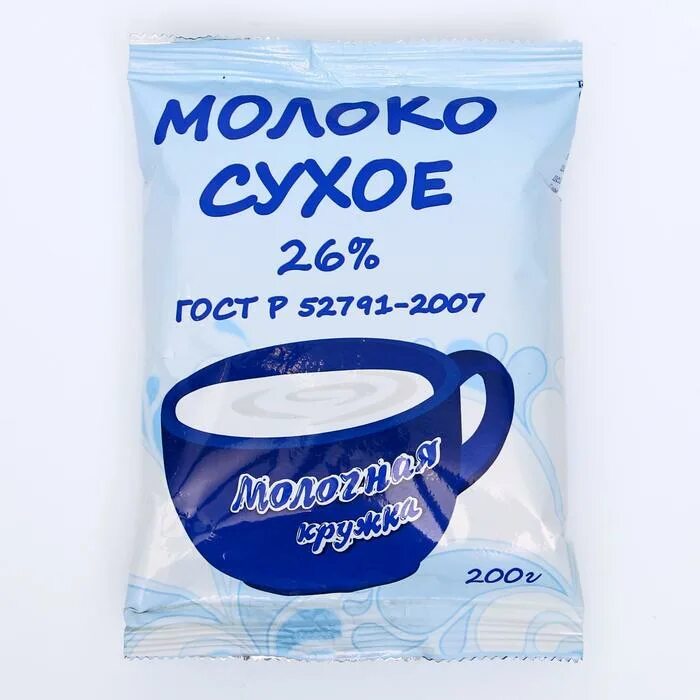 МОЛОКО
СУХОЕ
26%
ГОСТ Р 52791-2007
Молочная
кружка
200г